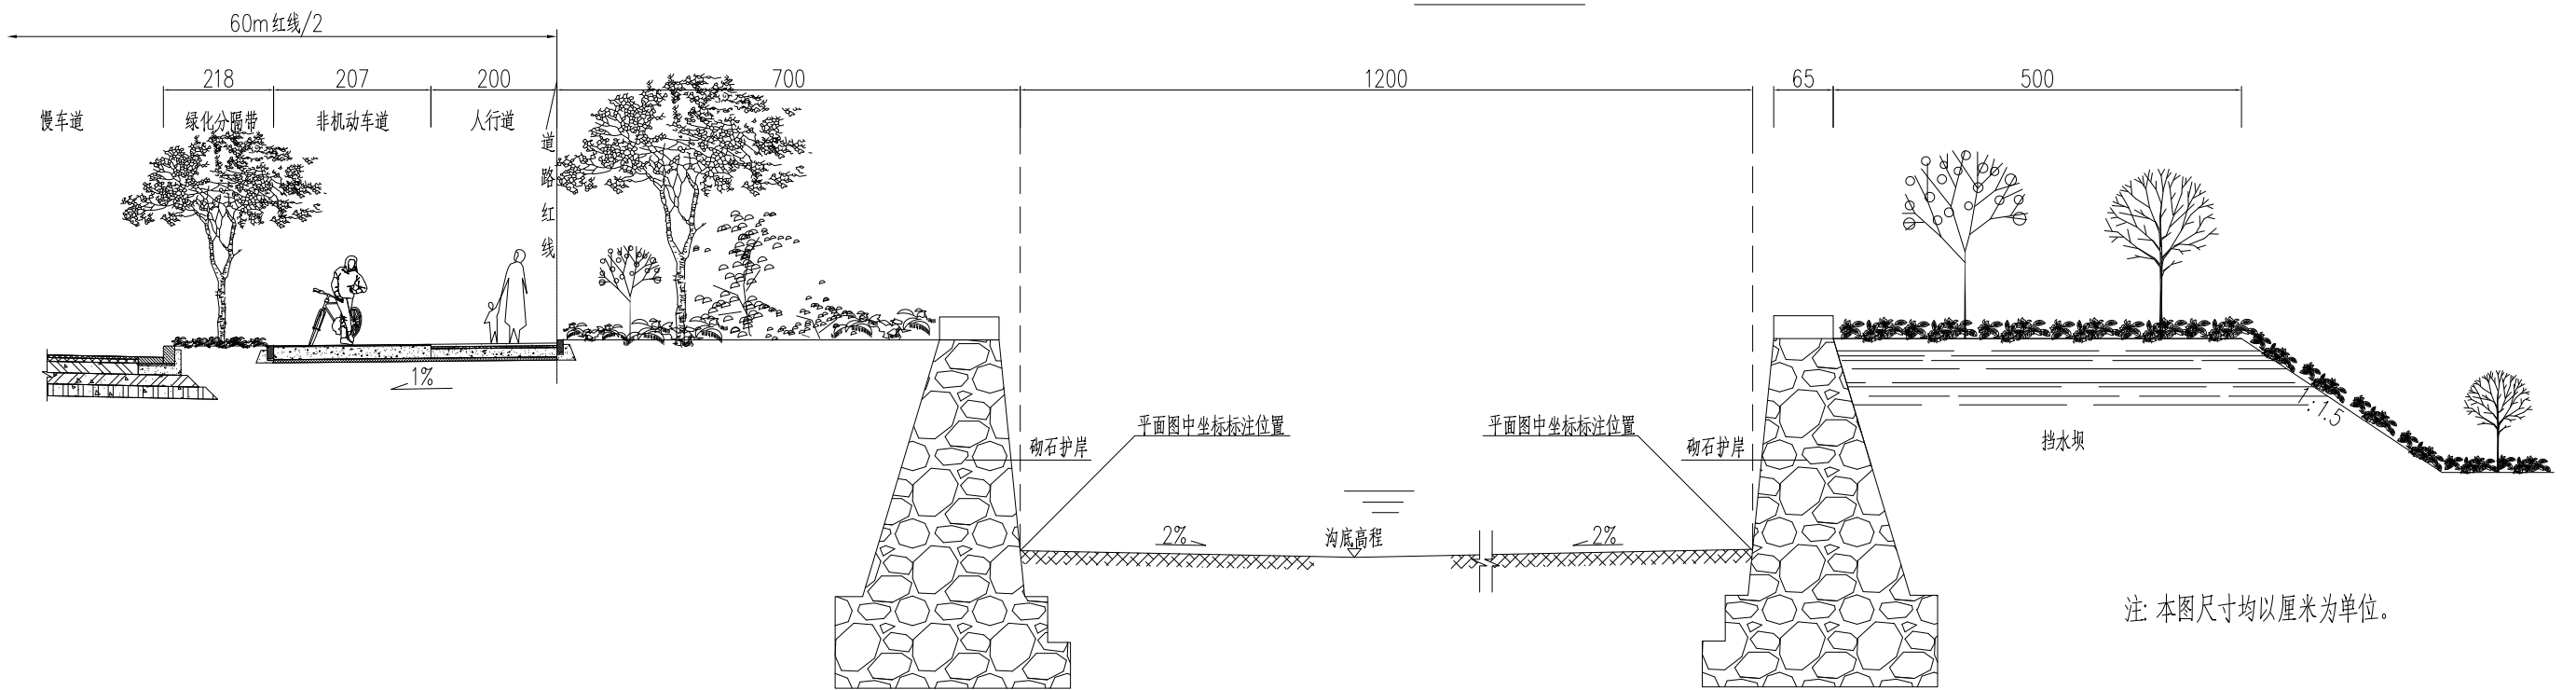 60m红线/2
218 207 200 700 1200 65 500
慢车道 绿化分隔带 非机动车道 人行道
道路红线
1%
平面图中坐标标注位置 平面图中坐标标注位置
砌石护岸 砌石护岸
1:1.5
挡水坝
2% 沟底高程 2%
注: 本图尺寸均以厘米为单位。